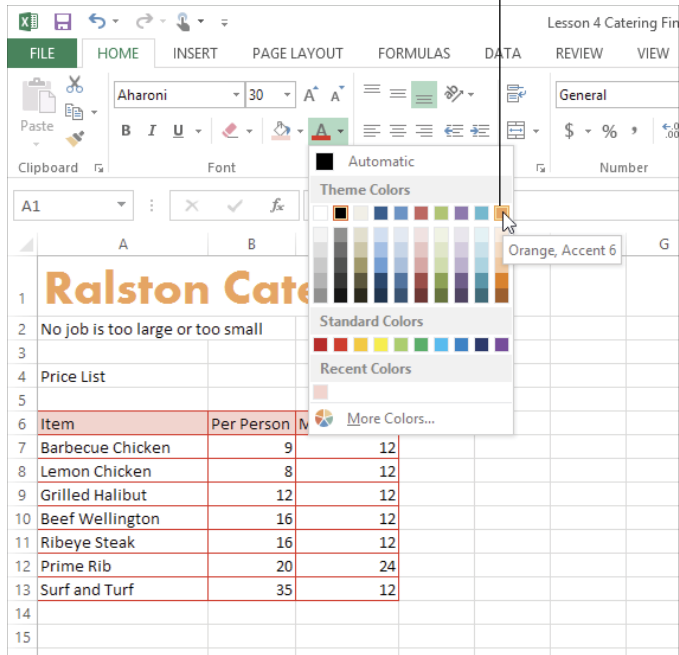 Lesson 4 Catering Fin
FILE HOME INSERT PAGE LAYOUT FORMULAS DATA REVIEW VIEW
Aharoni 30 A A General
Paste B I U A $ % , .00
Clipboard Font Num
Automatic
Theme Colors
A1 fx
Orange, Accent 6
A B G
1 Ralston Cate
Standard Colors
2 No job is too large or too small
3
Recent Colors
4 Price List
5
More Colors...
6 Item Per Person M
7 Barbecue Chicken 9 12
8 Lemon Chicken 8 12
9 Grilled Halibut 12 12
10 Beef Wellington 16 12
11 Ribeye Steak 16 12
12 Prime Rib 20 24
13 Surf and Turf 35 12
14
15